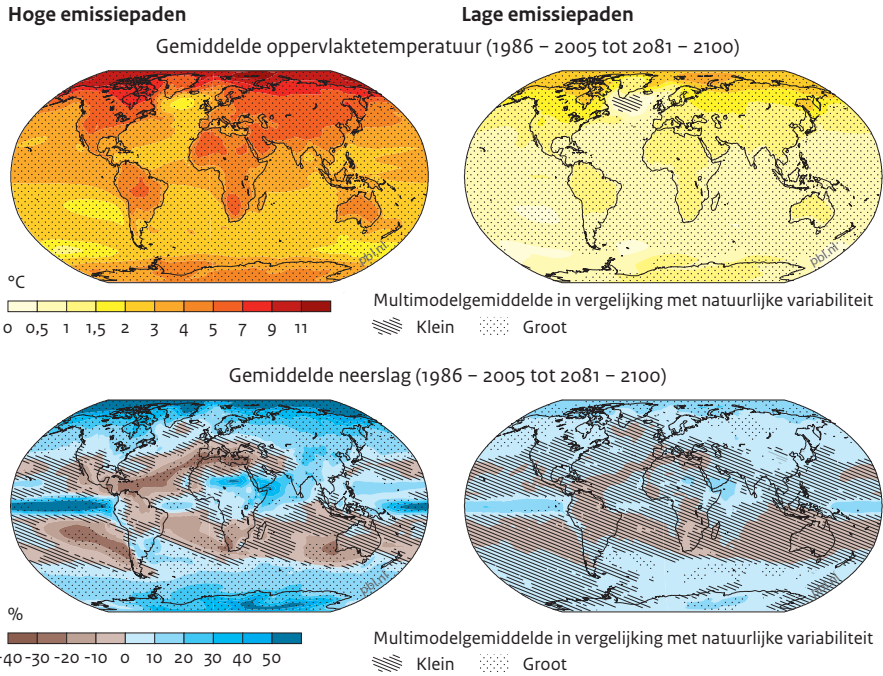 Hoge emissiepaden
Lage emissiepaden
Gemiddelde oppervlaktetemperatuur (1986 – 2005 tot 2081 – 2100)
pbl.nl
pbl.nl
°C
0 0,5 1 1,5 2 3 4 5 7 9 11
Multimodelgemiddelde in vergelijking met natuurlijke variabiliteit
Klein Groot
Gemiddelde neerslag (1986 – 2005 tot 2081 – 2100)
pbl.nl
pbl.nl
%
-40 -30 -20 -10 0 10 20 30 40 50
Multimodelgemiddelde in vergelijking met natuurlijke variabiliteit
Klein Groot